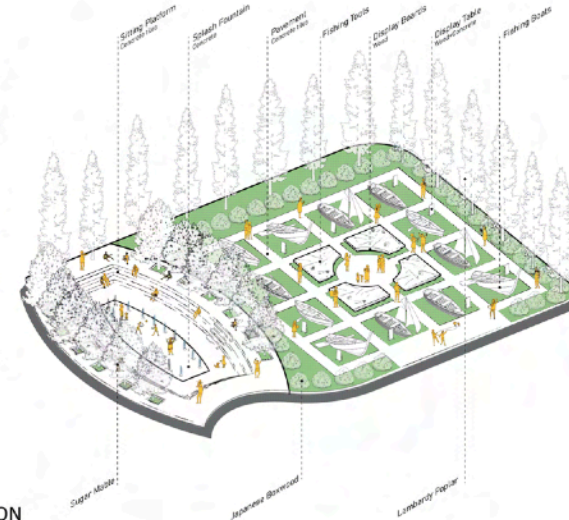 Sitting Platform
Concrete tiles
Splash Fountain
Concrete
Pavement
Concrete tiles
Fishing Tools
Display Boards
Wood
Display Table
Wood+Concrete
Fishing Boats
Sugar Maple
Japanese Boxwood
Lombardy Poplar
ON